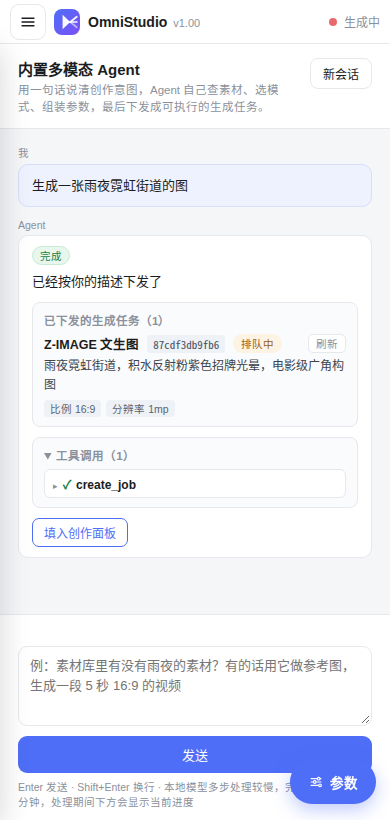 OmniStudio v1.00
生成中
内置多模态 Agent
新会话
用一句话说清创作意图，Agent 自己查素材、选模
式、组装参数，最后下发成可执行的生成任务。
我
生成一张雨夜霓虹街道的图
Agent
完成
已经按你的描述下发了
已下发的生成任务（1）
Z-IMAGE 文生图 87cdf3db9fb6 排队中 刷新
雨夜霓虹街道，积水反射粉紫色招牌光晕，电影级广角构
图
比例 16:9 分辨率 1mp
▼ 工具调用（1）
▸ ✓ create_job
填入创作面板
例：素材库里有没有雨夜的素材？有的话用它做参考图，
生成一段 5 秒 16:9 的视频
发送
Enter 发送 · Shift+Enter 换行 · 本地模型多步处理较慢，
分钟，处理期间下方会显示当前进度
参数